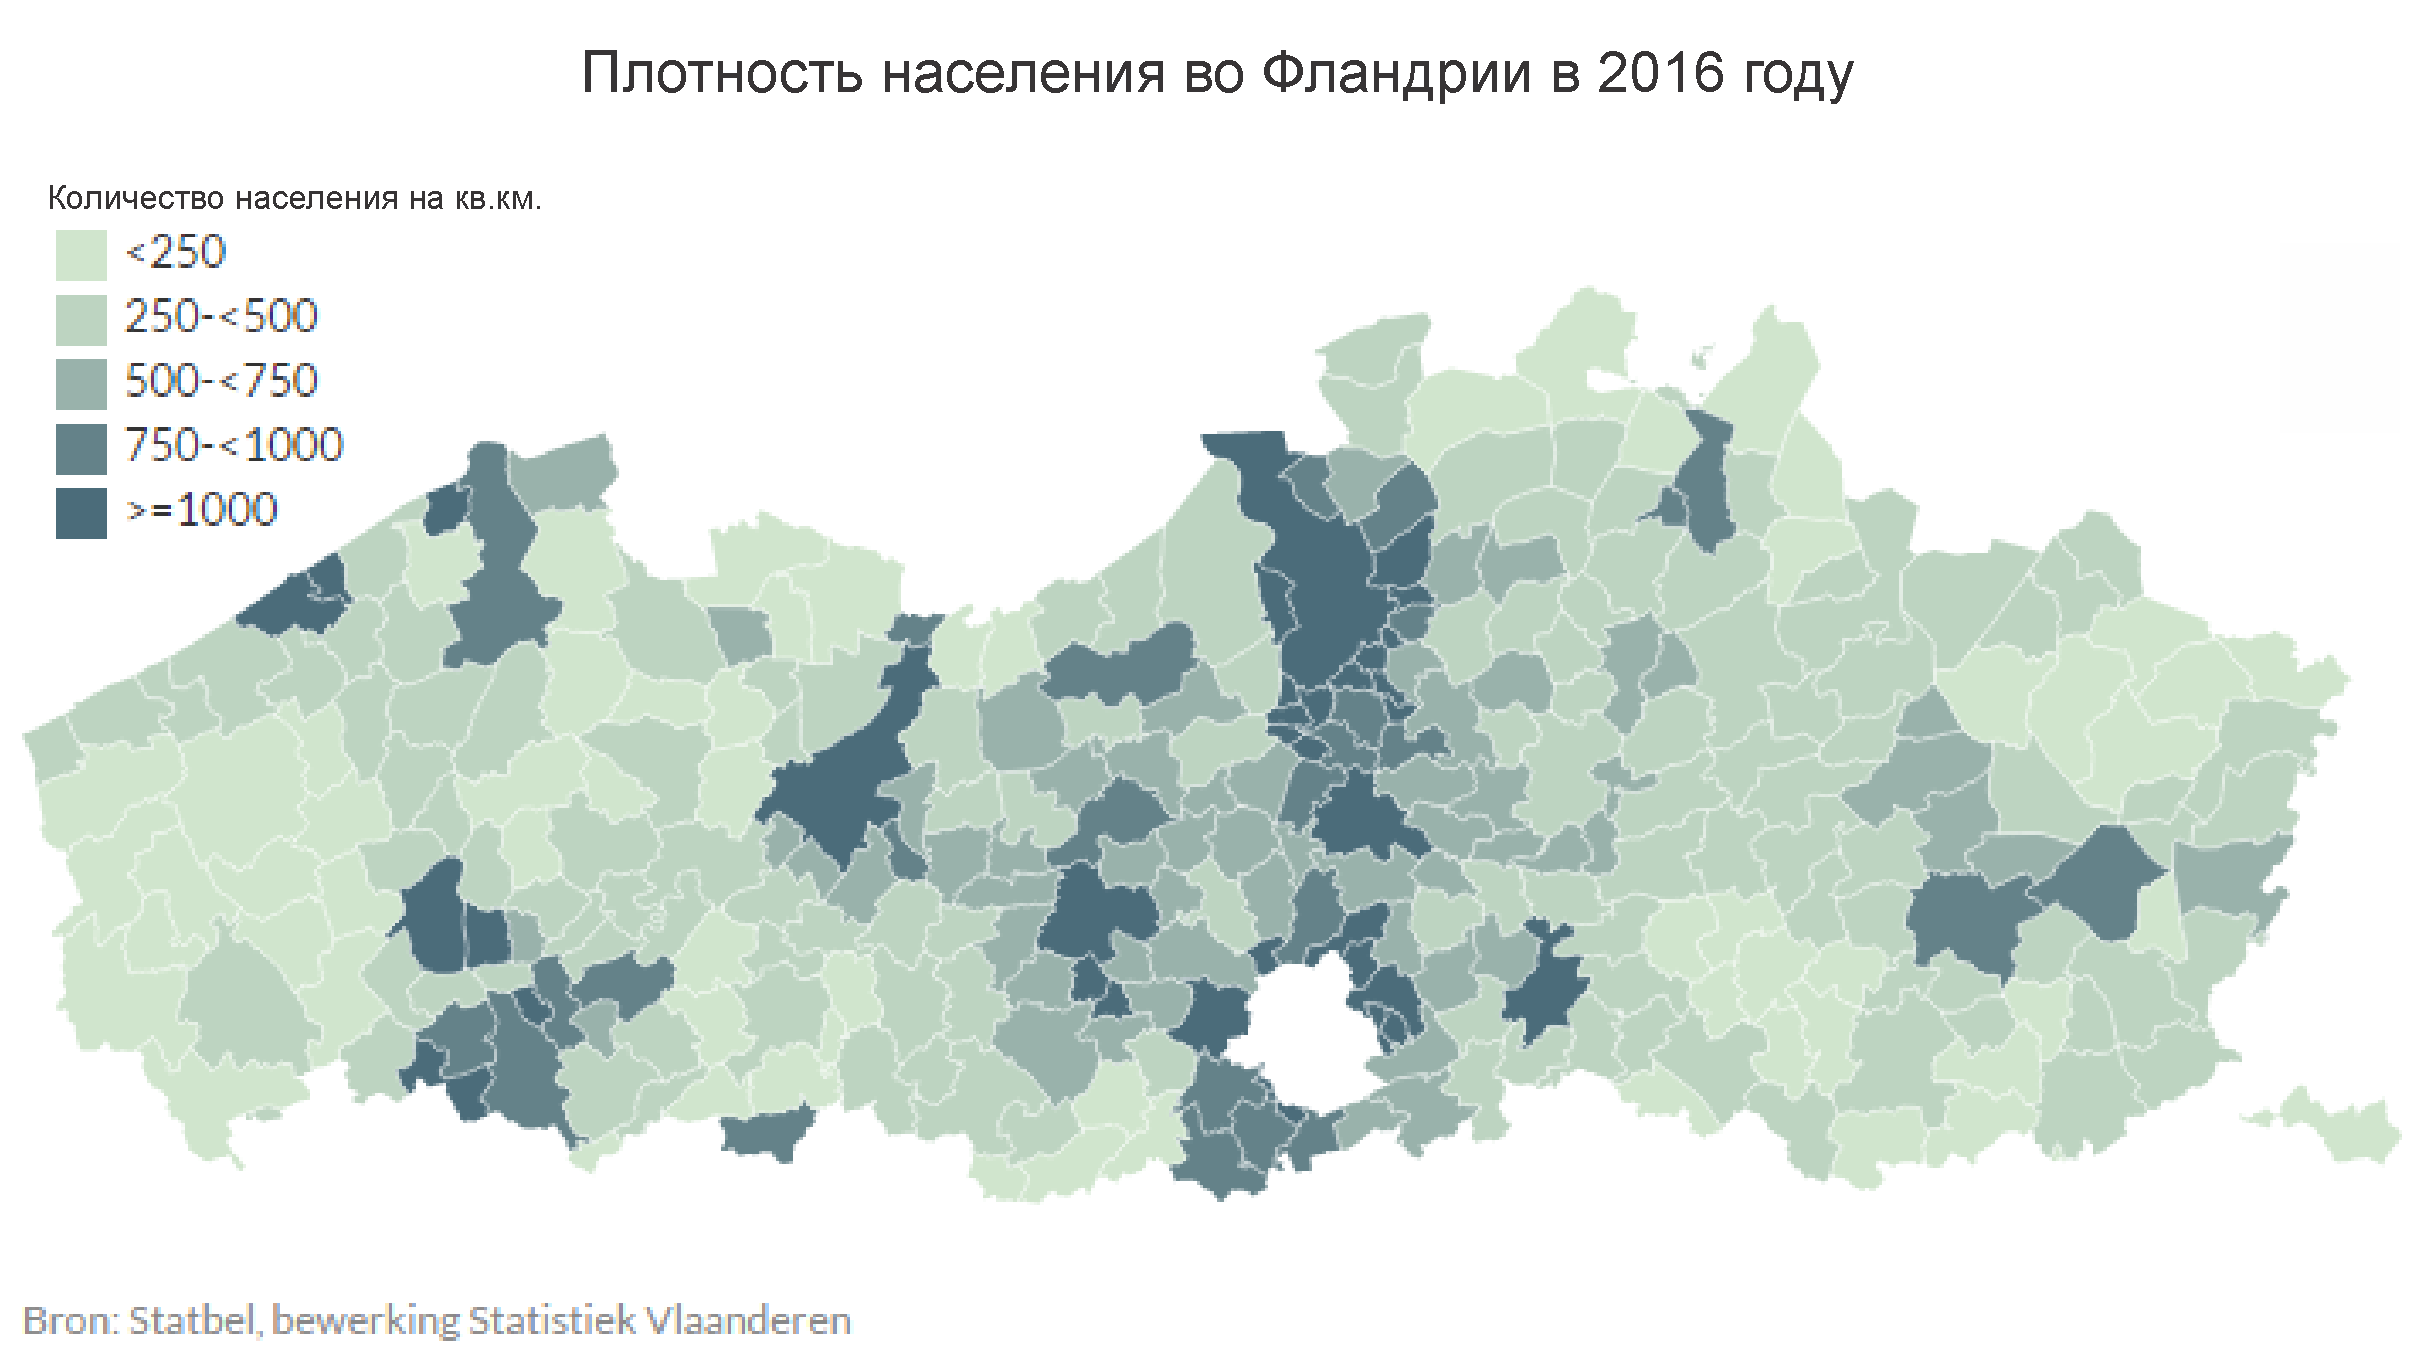 Плотность населения во Фландрии в 2016 году
Количество населения на кв.км.
<250
250-<500
500-<750
750-<1000
>=1000
Bron: Statbel, bewerking Statistiek Vlaanderen